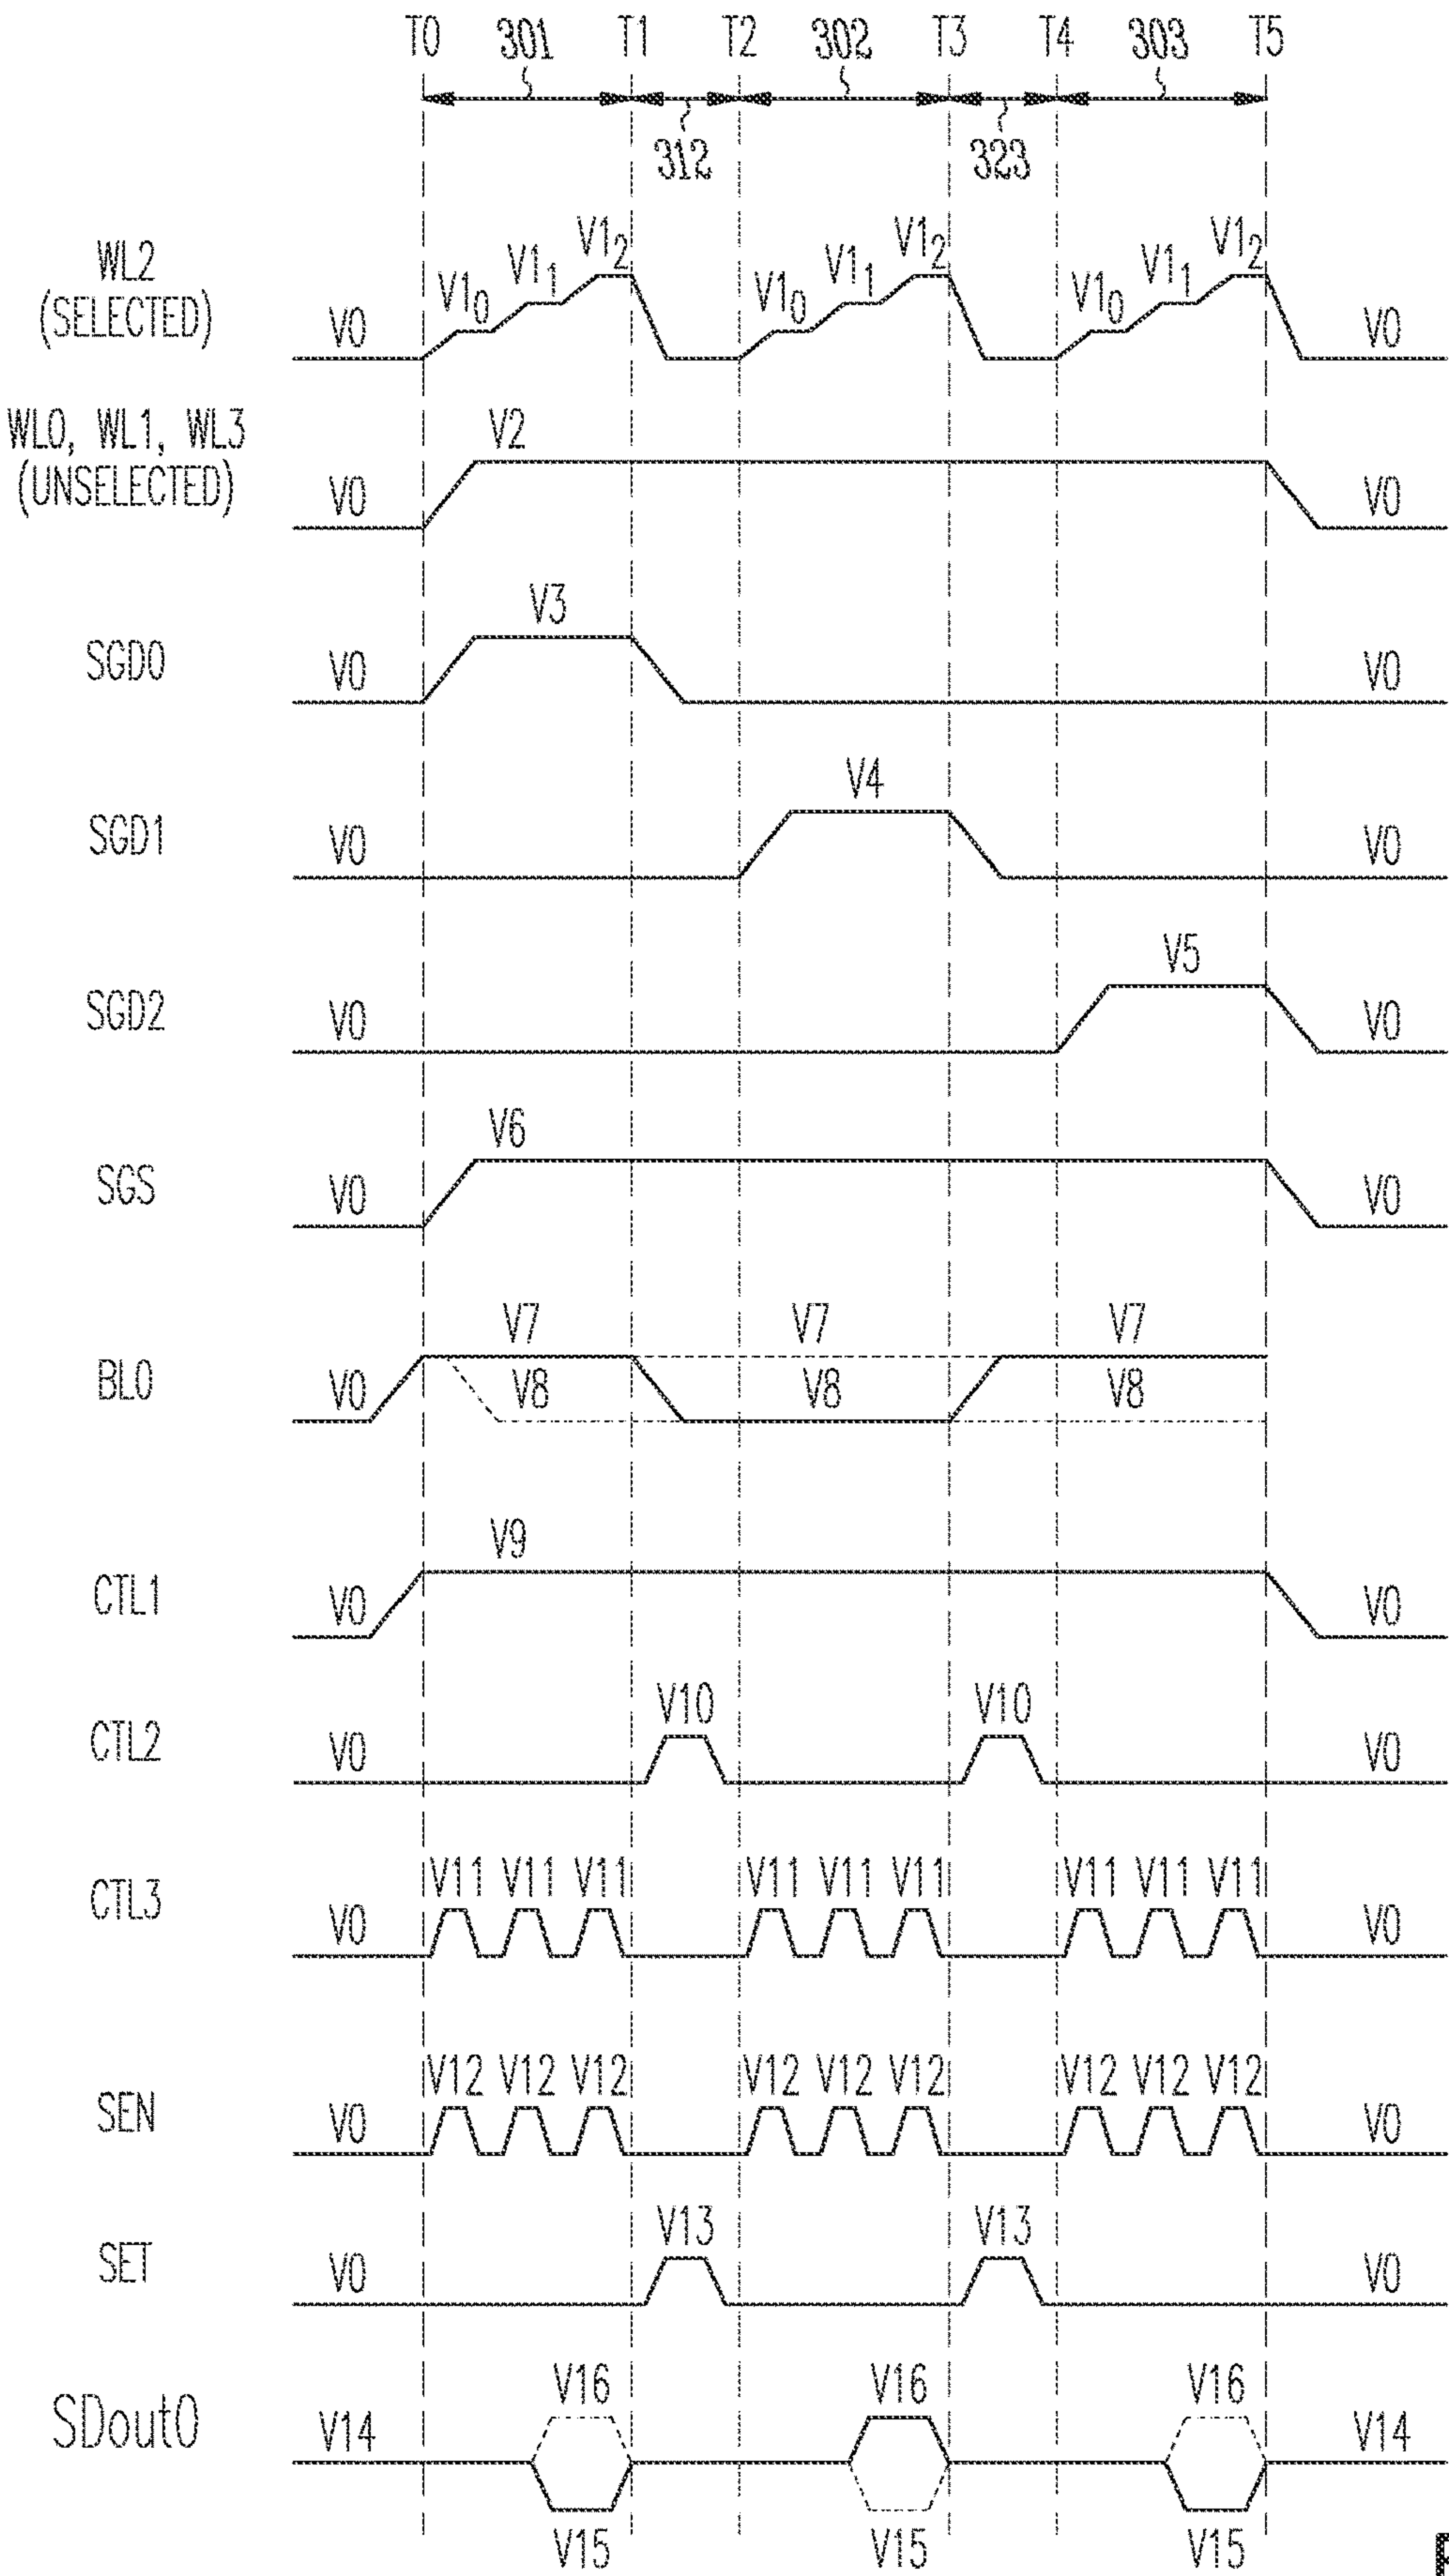 T0 301 T1 T2 302 T3 T4 303 T5
312 323
WL2
(SELECTED)
V0 V1₀ V1₁ V1₂ V1₀ V1₁ V1₂ V1₀ V1₁ V1₂ V0
WL0, WL1, WL3
(UNSELECTED)
V0 V2 V0
SGD0 V0 V3 V0
SGD1 V0 V4 V0
SGD2 V0 V5 V0
SGS V0 V6 V0
BL0 V0 V7 V7 V7
V8 V8 V8
CTL1 V0 V9 V0
CTL2 V0 V10 V10 V0
CTL3 V0 V11 V11 V11 V11 V11 V11 V11 V11 V11 V0
SEN V0 V12 V12 V12 V12 V12 V12 V12 V12 V12 V0
SET V0 V13 V13 V0
SDout0 V14 V16 V16 V16 V14
V15 V15 V15